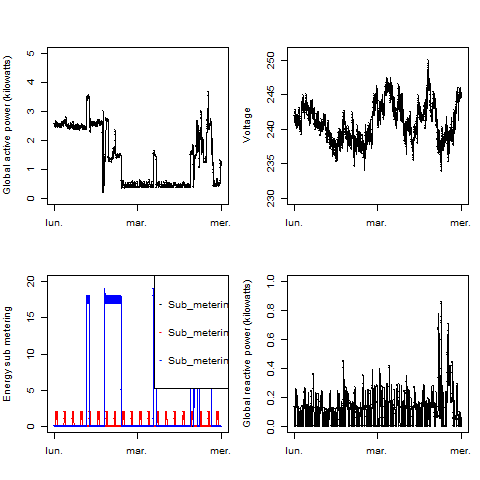 Global active power (kilowatts)
5
4
3
2
1
0
lun. mar. mer.
Voltage
250
245
240
235
230
lun. mar. mer.
Energy sub metering
20
15
10
5
0
lun. mar. mer.
Sub_meterin
Sub_meterin
Sub_meterin
Global reactive power (kilowatts)
1.0
0.8
0.6
0.4
0.2
0.0
lun. mar. mer.